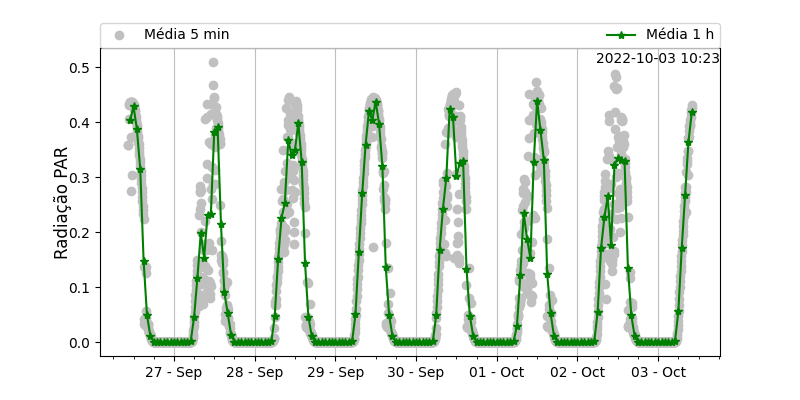 Média 5 min
Média 1 h
2022-10-03 10:23
Radiação PAR
0.5
0.4
0.3
0.2
0.1
0.0
27 - Sep
28 - Sep
29 - Sep
30 - Sep
01 - Oct
02 - Oct
03 - Oct